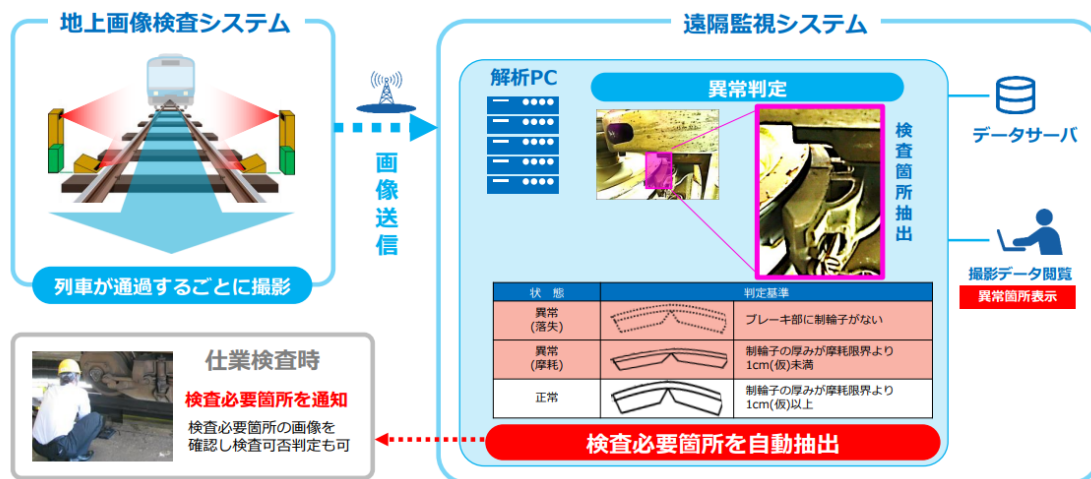 地上画像検査システム
列車が通過するごとに撮影
画像送信
遠隔監視システム
解析PC
異常判定
検査箇所抽出
データサーバ
撮影データ閲覧
異常箇所表示
状　態
判定基準
異常
(落失)
ブレーキ部に制輪子がない
異常
(摩耗)
制輪子の厚みが摩耗限界より
1cm(仮)未満
正常
制輪子の厚みが摩耗限界より
1cm(仮)以上
検査必要箇所を自動抽出
仕業検査時
検査必要箇所を通知
検査必要箇所の画像を
確認し検査可否判定も可